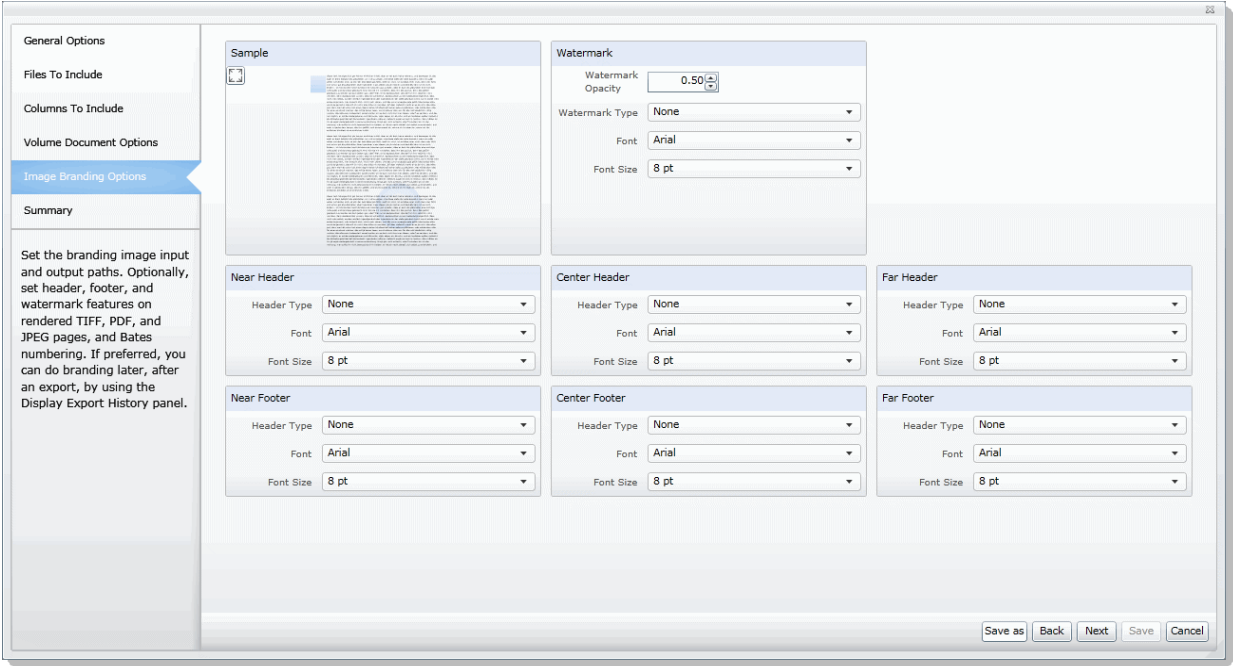 General Options
Files To Include
Columns To Include
Volume Document Options
Image Branding Options
Summary
Set the branding image input
and output paths. Optionally,
set header, footer, and
watermark features on
rendered TIFF, PDF, and
JPEG pages, and Bates
numbering. If preferred, you
can do branding later, after
an export, by using the
Display Export History panel.
Sample
Watermark
Watermark
Opacity
0.50
Watermark Type None
Font Arial
Font Size 8 pt
Near Header
Header Type None
Font Arial
Font Size 8 pt
Center Header
Header Type None
Font Arial
Font Size 8 pt
Far Header
Header Type None
Font Arial
Font Size 8 pt
Near Footer
Header Type None
Font Arial
Font Size 8 pt
Center Footer
Header Type None
Font Arial
Font Size 8 pt
Far Footer
Header Type None
Font Arial
Font Size 8 pt
Save as Back Next Save Cancel